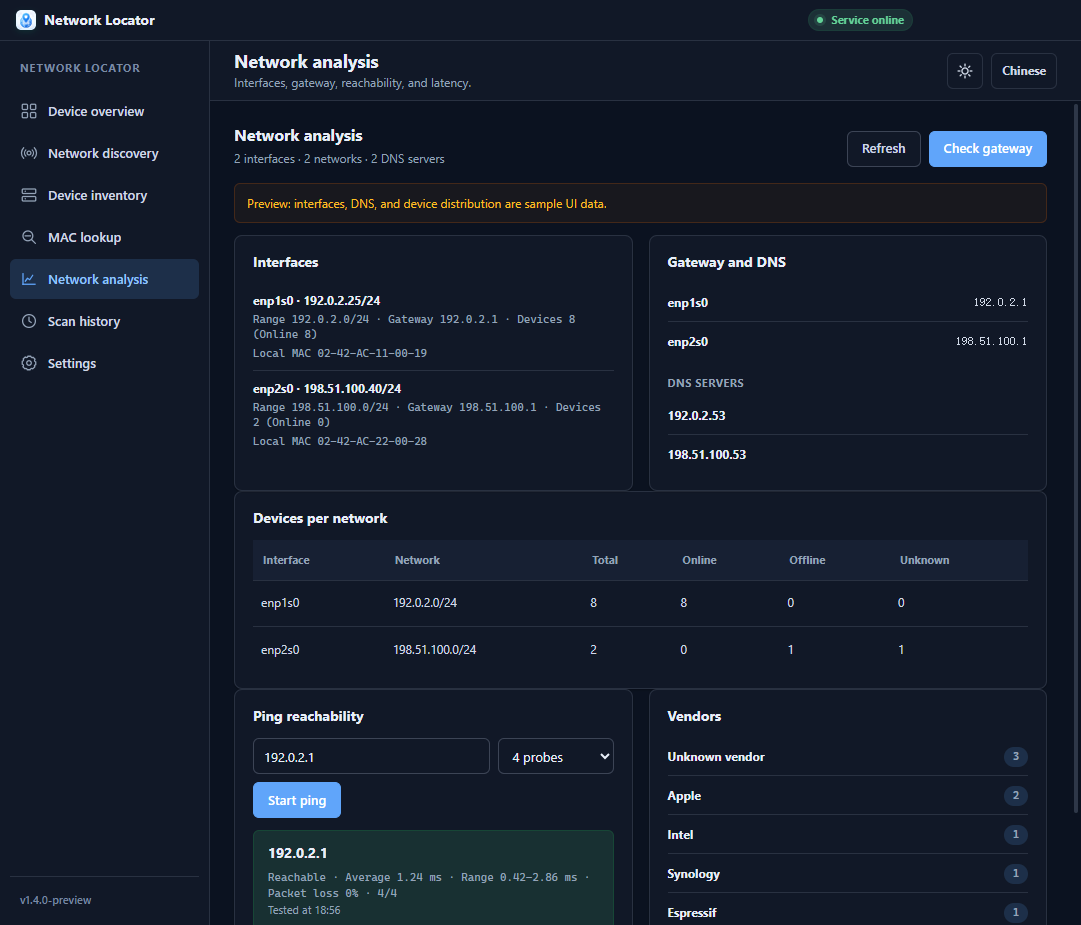 Network Locator
Service online
NETWORK LOCATOR
Device overview
Network discovery
Device inventory
MAC lookup
Network analysis
Scan history
Settings
v1.4.0-preview
Network analysis
Interfaces, gateway, reachability, and latency.
Chinese
Network analysis
2 interfaces · 2 networks · 2 DNS servers
Refresh
Check gateway
Preview: interfaces, DNS, and device distribution are sample UI data.
Interfaces
enp1s0 · 192.0.2.25/24
Range 192.0.2.0/24 · Gateway 192.0.2.1 · Devices 8
(Online 8)
Local MAC 02-42-AC-11-00-19
enp2s0 · 198.51.100.40/24
Range 198.51.100.0/24 · Gateway 198.51.100.1 · Devices
2 (Online 0)
Local MAC 02-42-AC-22-00-28
Gateway and DNS
enp1s0 192.0.2.1
enp2s0 198.51.100.1
DNS SERVERS
192.0.2.53
198.51.100.53
Devices per network
Interface Network Total Online Offline Unknown
enp1s0 192.0.2.0/24 8 8 0 0
enp2s0 198.51.100.0/24 2 0 1 1
Ping reachability
192.0.2.1 4 probes
Start ping
192.0.2.1
Reachable · Average 1.24 ms · Range 0.42–2.86 ms ·
Packet loss 0% · 4/4
Tested at 18:56
Vendors
Unknown vendor 3
Apple 2
Intel 1
Synology 1
Espressif 1